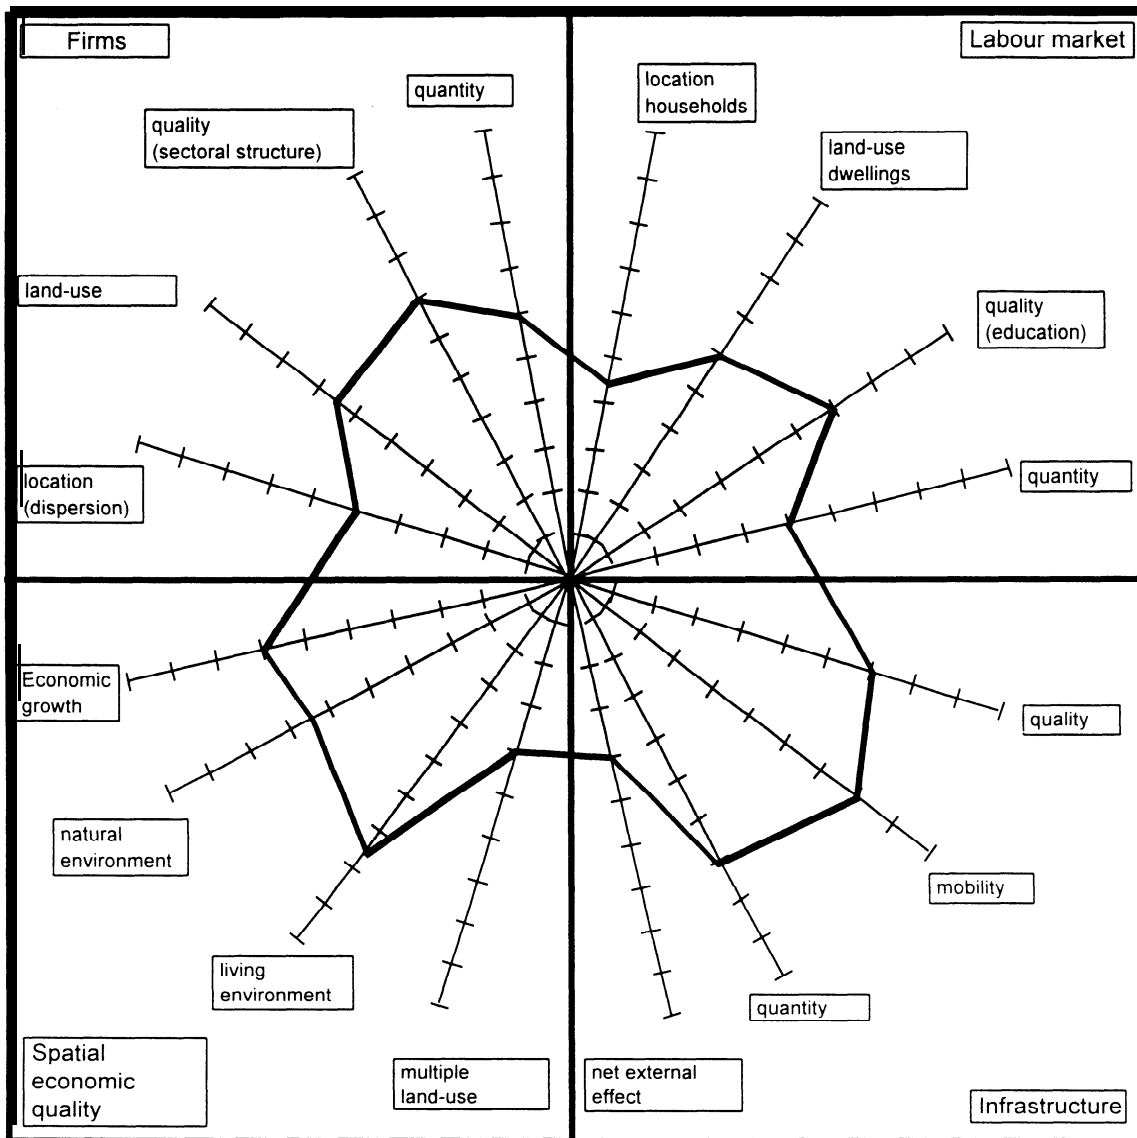 Firms
Labour market
quantity
location
households
quality
(sectoral structure)
land-use
dwellings
land-use
quality
(education)
location
(dispersion)
quantity
Economic
growth
quality
natural
environment
mobility
living
environment
quantity
Spatial
economic
quality
multiple
land-use
net external
effect
Infrastructure